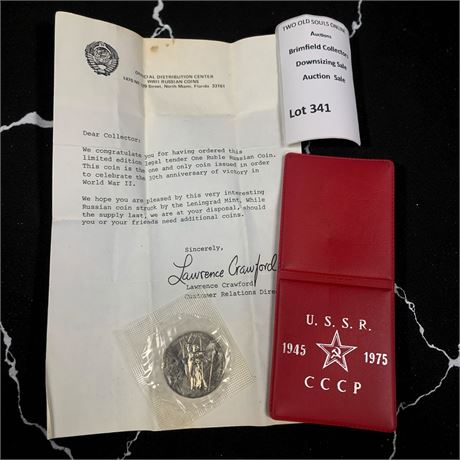 OFFICIAL DISTRIBUTION CENTER
WWII RUSSIAN COINS
Street, North Miami, Florida 33161
Dear Collector:
We congratulate you for having ordered this
limited edition legal tender One Ruble Russian Coin.
This coin is the one and only coin issued in order
to celebrate the 30th anniversary of victory in
World War II.
We hope you are pleased by this very interesting
Russian coin struck by the Leningrad Mint. While
the supply last, we are at your disposal, should
you or your friends need additional coins.
Sincerely,
Lawrence Crawford
Lawrence Crawford
Customer Relations Direc
TWO OLD SOULS ONLINE
Auctions
Brimfield Collectors
Downsizing Sale
Auction Sale
Lot 341
U. S. S. R.
1945 1975
C C C P